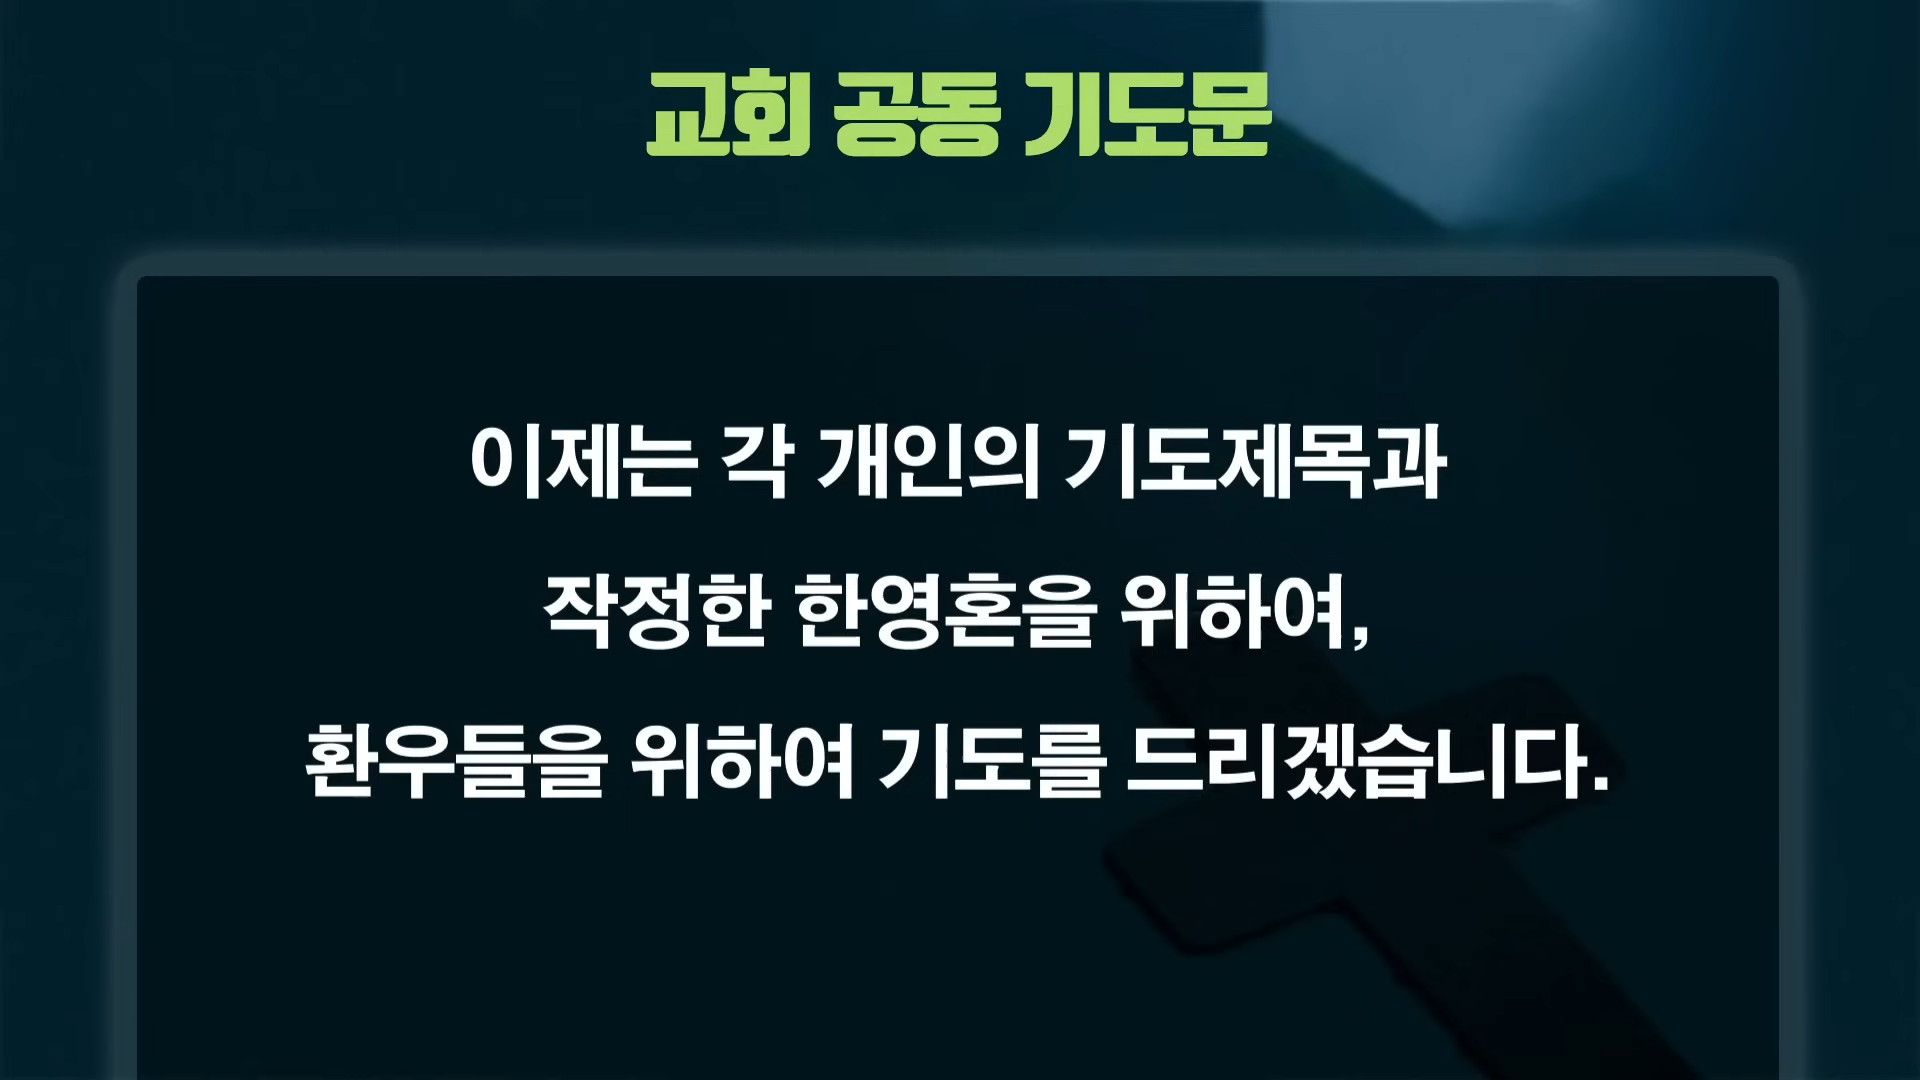 교회 공동 기도문
이제는 각 개인의 기도제목과
작정한 한영혼을 위하여,
환우들을 위하여 기도를 드리겠습니다.